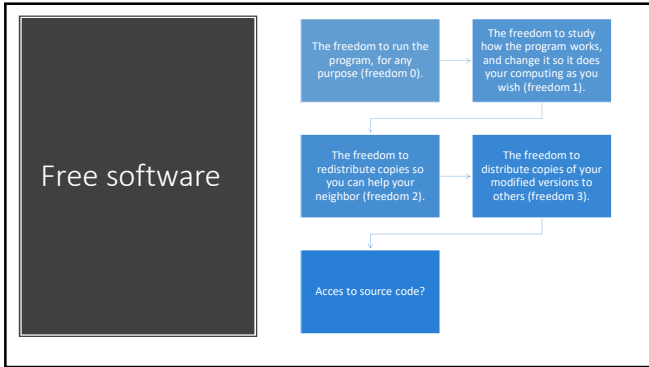 Free software
The freedom to run the
program, for any
purpose (freedom 0).
The freedom to study
how the program works,
and change it so it does
your computing as you
wish (freedom 1).
The freedom to
redistribute copies so
you can help your
neighbor (freedom 2).
The freedom to
distribute copies of your
modified versions to
others (freedom 3).
Acces to source code?